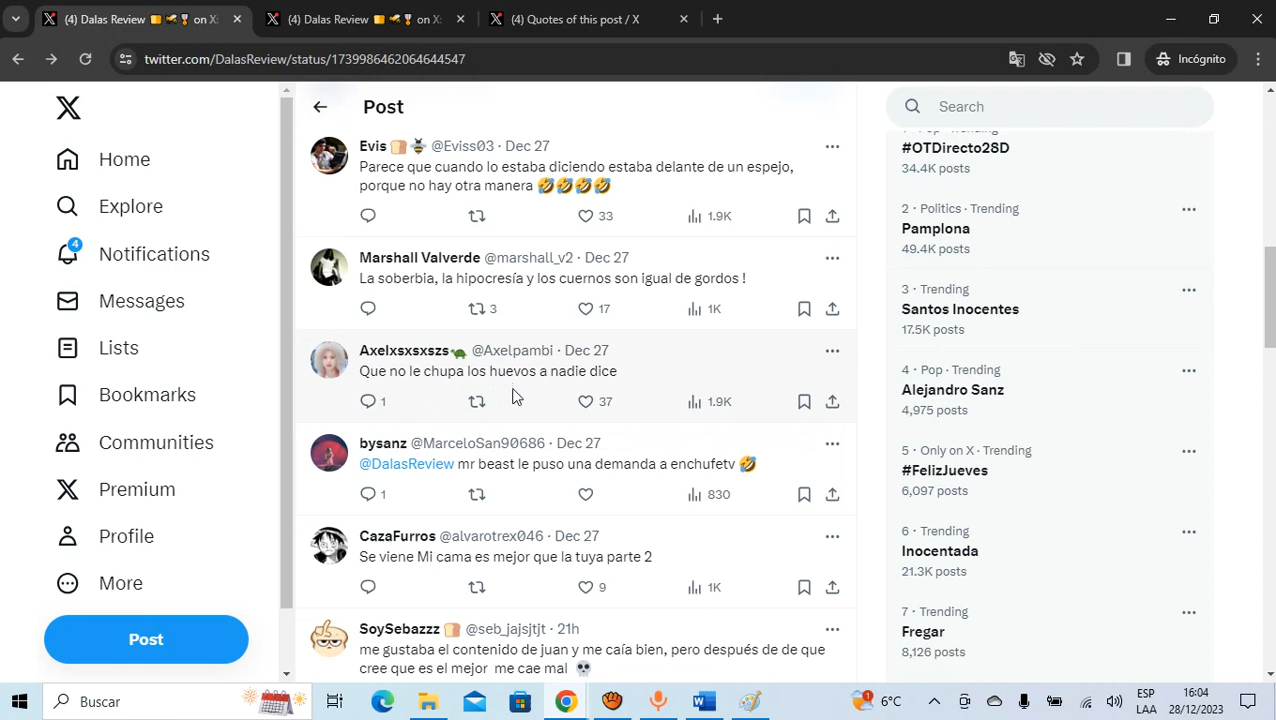 (4) Dalas Review on X:
(4) Dalas Review on X:
(4) Quotes of this post / X
twitter.com/DalasReview/status/1739986462064644547
Incógnito
Home
Explore
4
Notifications
Messages
Lists
Bookmarks
Communities
Premium
Profile
More
Post
Post
Evis @Eviss03 · Dec 27
Parece que cuando lo estaba diciendo estaba delante de un espejo,
porque no hay otra manera 🤣🤣🤣🤣
33 1.9K
Marshall Valverde @marshall_v2 · Dec 27
La soberbia, la hipocresía y los cuernos son igual de gordos !
3 17 1K
Axelxsxsxszs🐢 @Axelpambi · Dec 27
Que no le chupa los huevos a nadie dice
1 37 1.9K
bysanz @MarceloSan90686 · Dec 27
@DalasReview mr beast le puso una demanda a enchufetv 🤣
1 830
CazaFurros @alvarotrex046 · Dec 27
Se viene Mi cama es mejor que la tuya parte 2
9 1K
SoySebazzz @seb_jajsjtjt · 21h
me gustaba el contenido de juan y me caía bien, pero después de de que
cree que es el mejor me cae mal 💀
Search
#OTDirecto28D
34.4K posts
2 · Politics · Trending
Pamplona
49.4K posts
3 · Trending
Santos Inocentes
17.5K posts
4 · Pop · Trending
Alejandro Sanz
4,975 posts
5 · Only on X · Trending
#FelizJueves
6,097 posts
6 · Trending
Inocentada
21.3K posts
7 · Trending
Fregar
8,126 posts
Buscar
1
6°C
ESP
LAA
16:04
28/12/2023